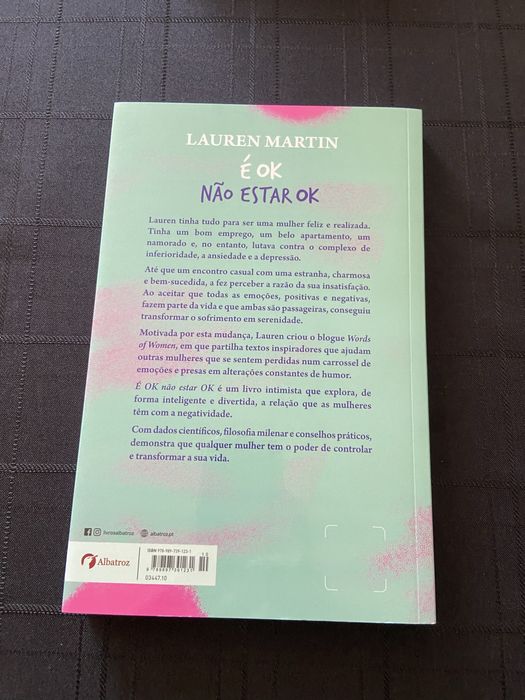 LAUREN MARTIN
É OK
NÃO ESTAR OK
Lauren tinha tudo para ser uma mulher feliz e realizada.
Tinha um bom emprego, um belo apartamento, um
namorado e, no entanto, lutava contra o complexo de
inferioridade, a ansiedade e a depressão.
Até que um encontro casual com uma estranha, charmosa
e bem-sucedida, a fez perceber a razão da sua insatisfação.
Ao aceitar que todas as emoções, positivas e negativas,
fazem parte da vida e que ambas são passageiras, conseguiu
transformar o sofrimento em serenidade.
Motivada por esta mudança, Lauren criou o blogue Words
of Women, em que partilha textos inspiradores que ajudam
outras mulheres que se sentem perdidas num carrossel de
emoções e presas em alterações constantes de humor.
É OK não estar OK é um livro intimista que explora, de
forma inteligente e divertida, a relação que as mulheres
têm com a negatividade.
Com dados científicos, filosofia milenar e conselhos práticos,
demonstra que qualquer mulher tem o poder de controlar
e transformar a sua vida.
livrosalbatroz albatroz.pt
Albatroz
ISBN 978-989-739-123-1
10
03447.10